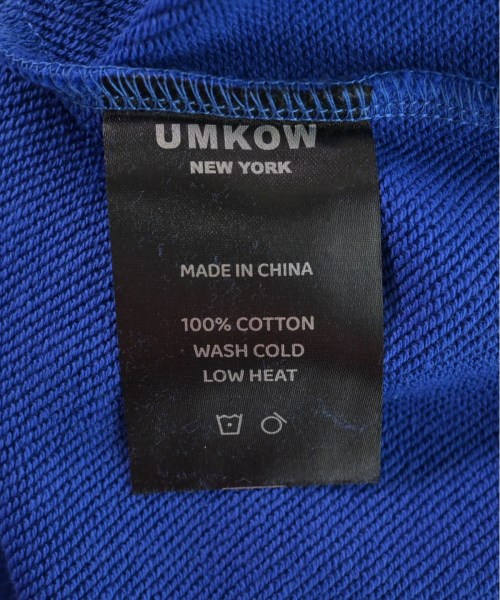 UMKOW
NEW YORK
MADE IN CHINA
100% COTTON
WASH COLD
LOW HEAT